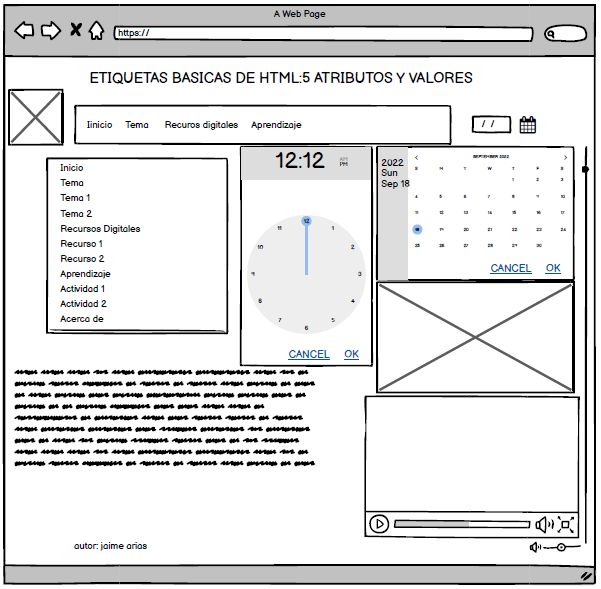 A Web Page
https://
ETIQUETAS BASICAS DE HTML:5 ATRIBUTOS Y VALORES
Iinicio Tema Recuros digitales Aprendizaje
/ /
Inicio
Tema
Tema 1
Tema 2
Recursos Digitales
Recurso 1
Recurso 2
Aprendizaje
Actividad 1
Actividad 2
Acerca de
12:12
AM
PM
12
1
2
3
4
5
6
7
8
9
10
11
CANCEL OK
2022
Sun
Sep 18
SEPTEMBER 2022
S M T W T F S
1 2 3
4 5 6 7 8 9 10
11 12 13 14 15 16 17
18 19 20 21 22 23 24
25 26 27 28 29 30
CANCEL OK
autor: jaime arias